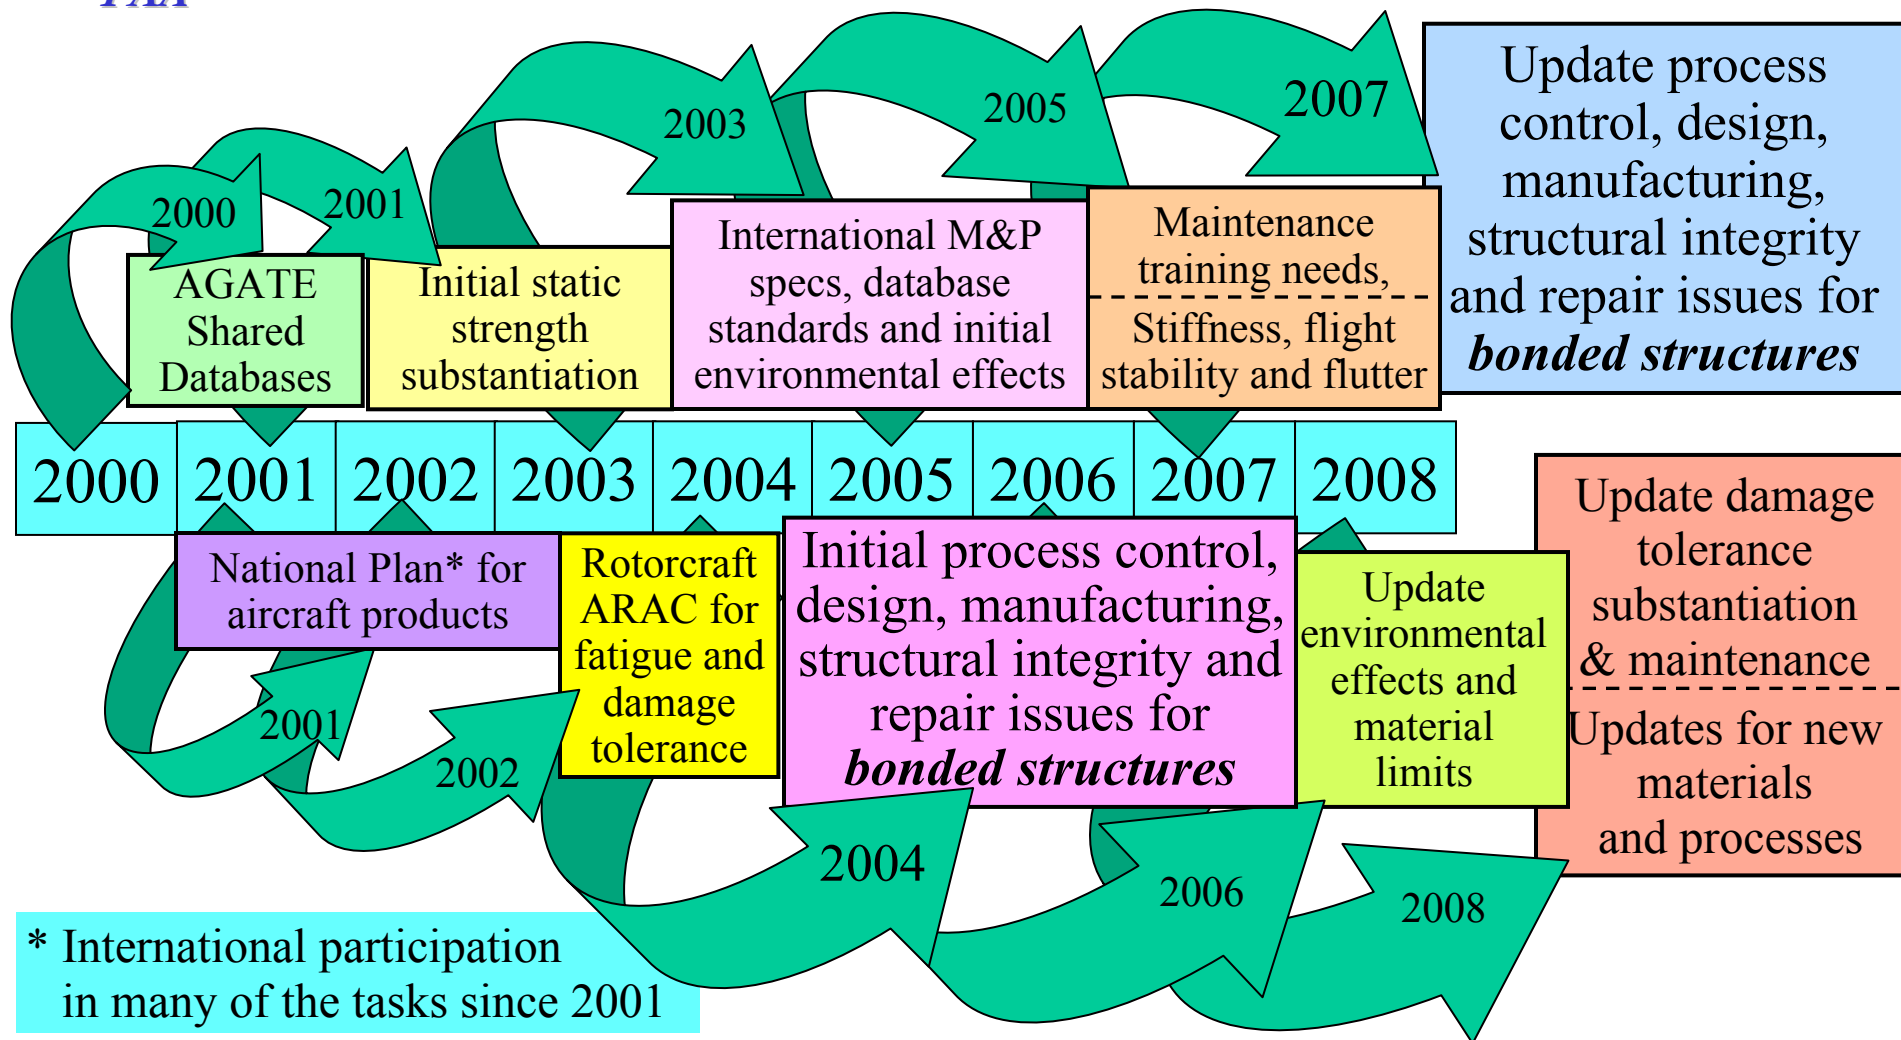 2000
2001
2003
2005
2007
AGATE
Shared
Databases
Initial static
strength
substantiation
International M&P
specs, database
standards and initial
environmental effects
Maintenance
training needs,
Stiffness, flight
stability and flutter
Update process
control, design,
manufacturing,
structural integrity
and repair issues for
bonded structures
2000 2001 2002 2003 2004 2005 2006 2007 2008
National Plan* for
aircraft products
Rotorcraft
ARAC for
fatigue and
damage
tolerance
Initial process control,
design, manufacturing,
structural integrity and
repair issues for
bonded structures
Update
environmental
effects and
material
limits
Update damage
tolerance
substantiation
& maintenance
Updates for new
materials
and processes
2001
2002
2004
2006
2008
* International participation
in many of the tasks since 2001